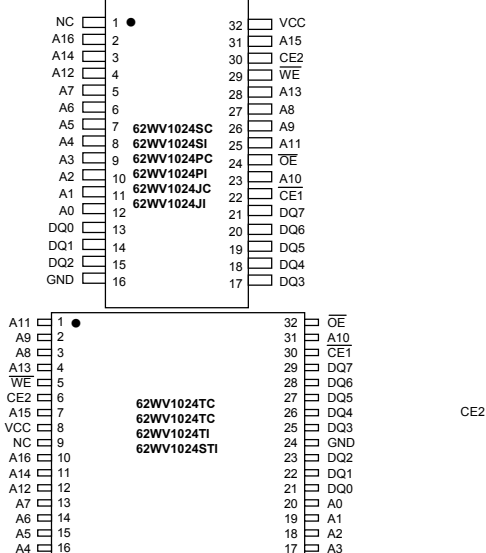 NC 1 32 VCC
A16 2 31 A15
A14 3 30 CE2
A12 4 29 WE
A7 5 28 A13
A6 6 27 A8
A5 7 62WV1024SC 26 A9
A4 8 62WV1024SI 25 A11
A3 9 62WV1024PC 24 OE
A2 10 62WV1024PI 23 A10
A1 11 62WV1024JC 22 CE1
A0 12 62WV1024JI 21 DQ7
DQ0 13 20 DQ6
DQ1 14 19 DQ5
DQ2 15 18 DQ4
GND 16 17 DQ3
A11 1 32 OE
A9 2 31 A10
A8 3 30 CE1
A13 4 29 DQ7
WE 5 28 DQ6
CE2 6 62WV1024TC 27 DQ5
A15 7 62WV1024TC 26 DQ4 CE2
VCC 8 62WV1024TI 25 DQ3
NC 9 62WV1024STI 24 GND
A16 10 23 DQ2
A14 11 22 DQ1
A12 12 21 DQ0
A7 13 20 A0
A6 14 19 A1
A5 15 18 A2
A4 16 17 A3